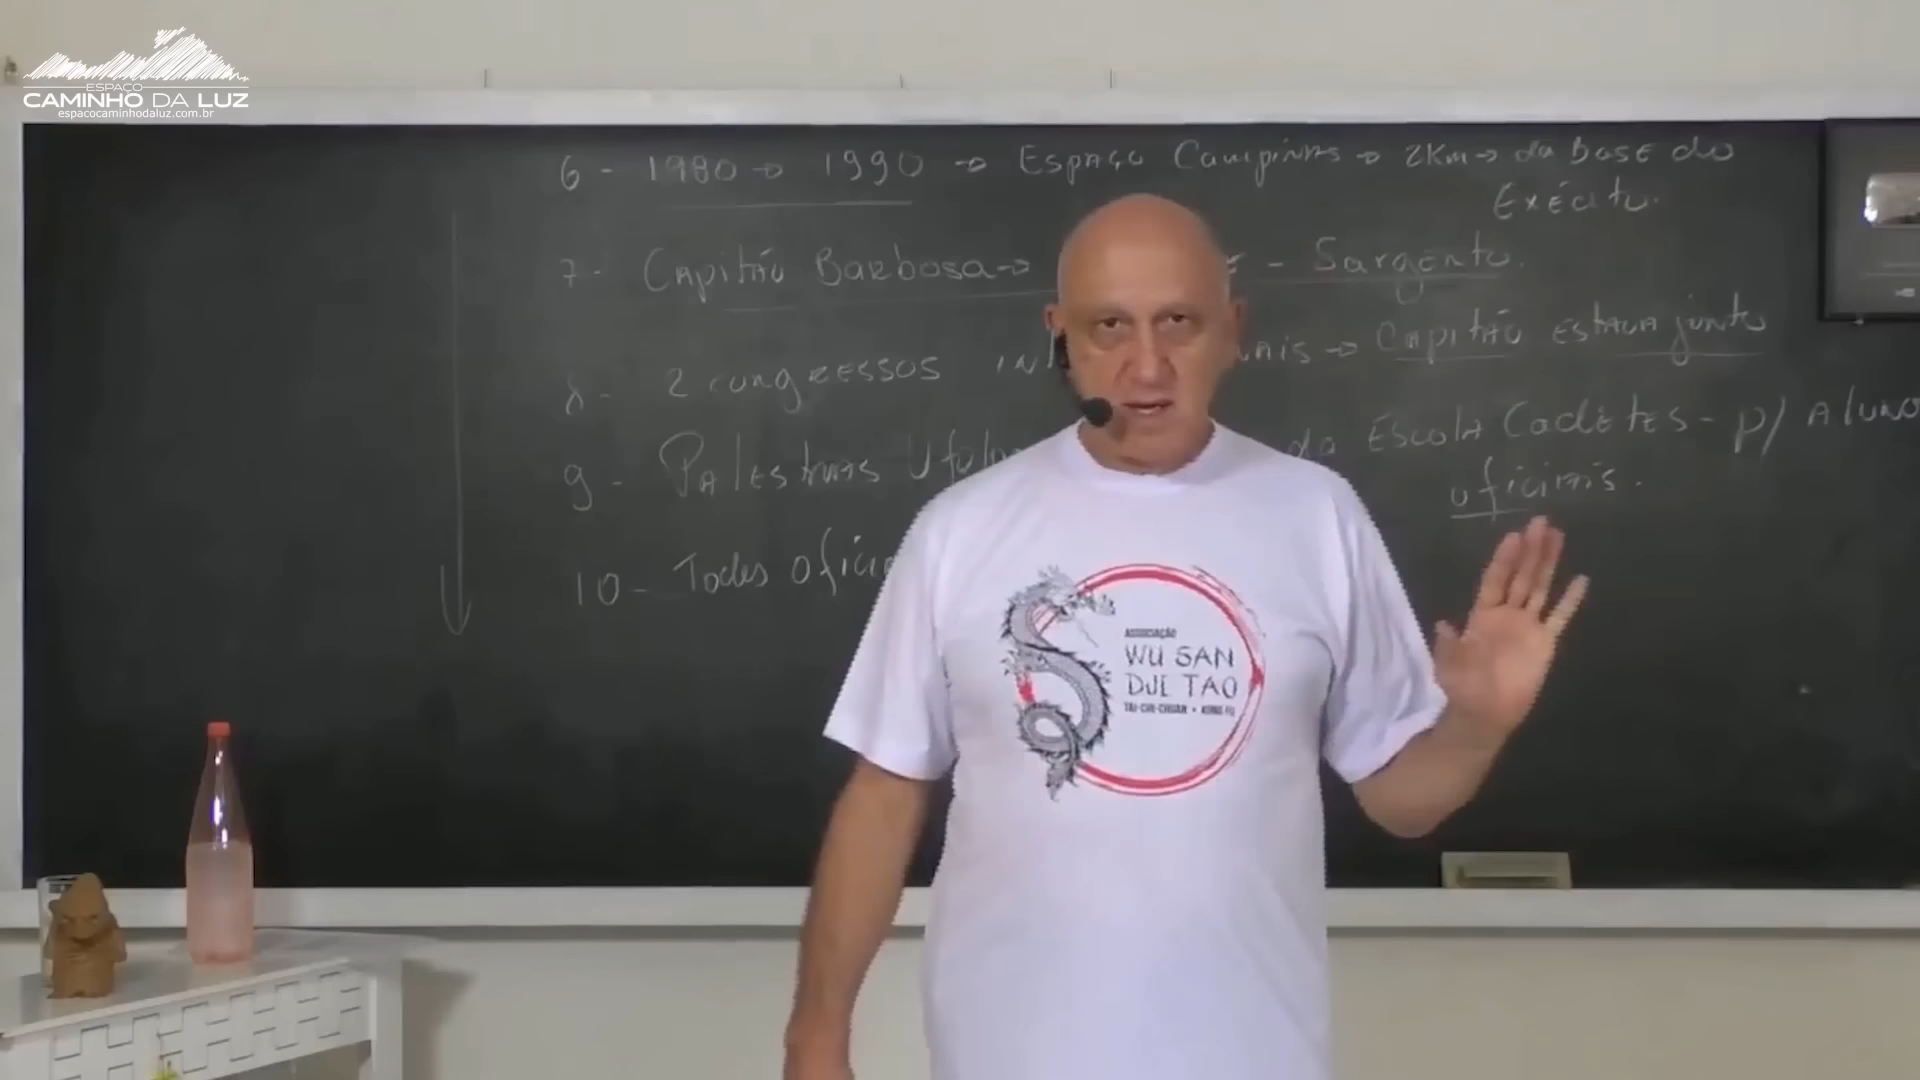 ESPAÇO
CAMINHO DA LUZ
espacocaminhodaluz.com.br
6 - 1980 → 1990 → Espaço Campinas → 2Km → da Base do
Exército.
7 - Capitão Barbosa → - Sargento.
8 - 2 congressos → Capitão estava junto
9 - Palestras da Escola Cadetes - p/ Aluno
oficiais.
10 - Todos
ASSOCIAÇÃO
WU SAN
DJE TAO
TAI-CHI-CHUAN • KUNG FU